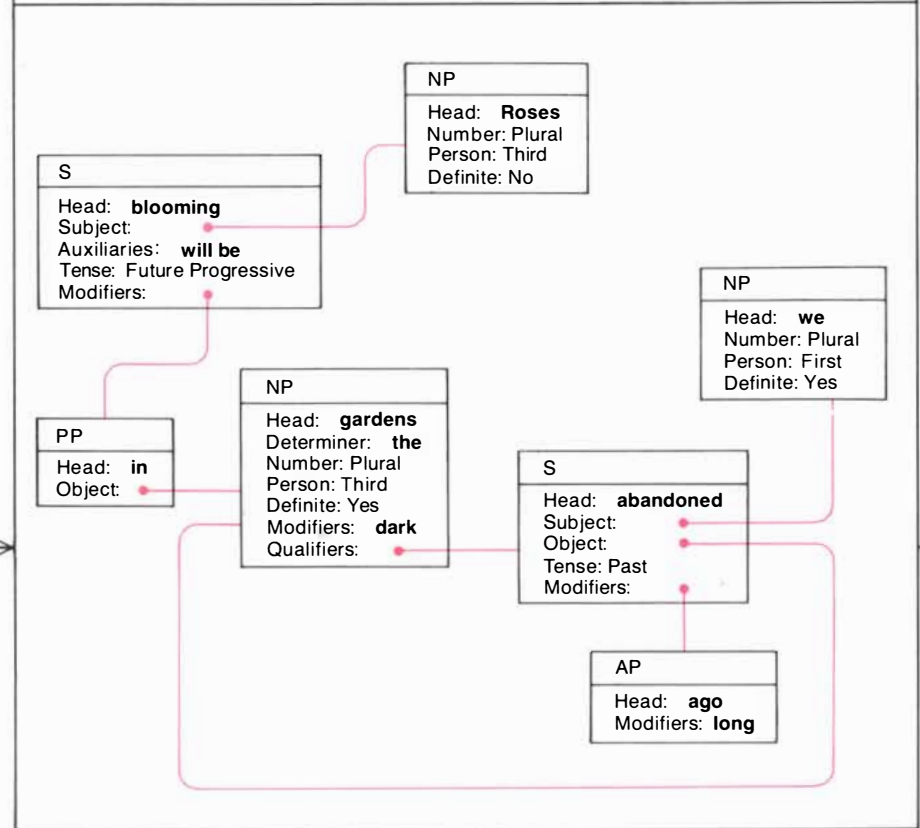 NP
Head: Roses
Number: Plural
Person: Third
Definite: No
S
Head: blooming
Subject:
Auxiliaries: will be
Tense: Future Progressive
Modifiers:
NP
Head: we
Number: Plural
Person: First
Definite: Yes
NP
Head: gardens
Determiner: the
Number: Plural
Person: Third
Definite: Yes
Modifiers: dark
Qualifiers:
PP
Head: in
Object:
S
Head: abandoned
Subject:
Object:
Tense: Past
Modifiers:
AP
Head: ago
Modifiers: long